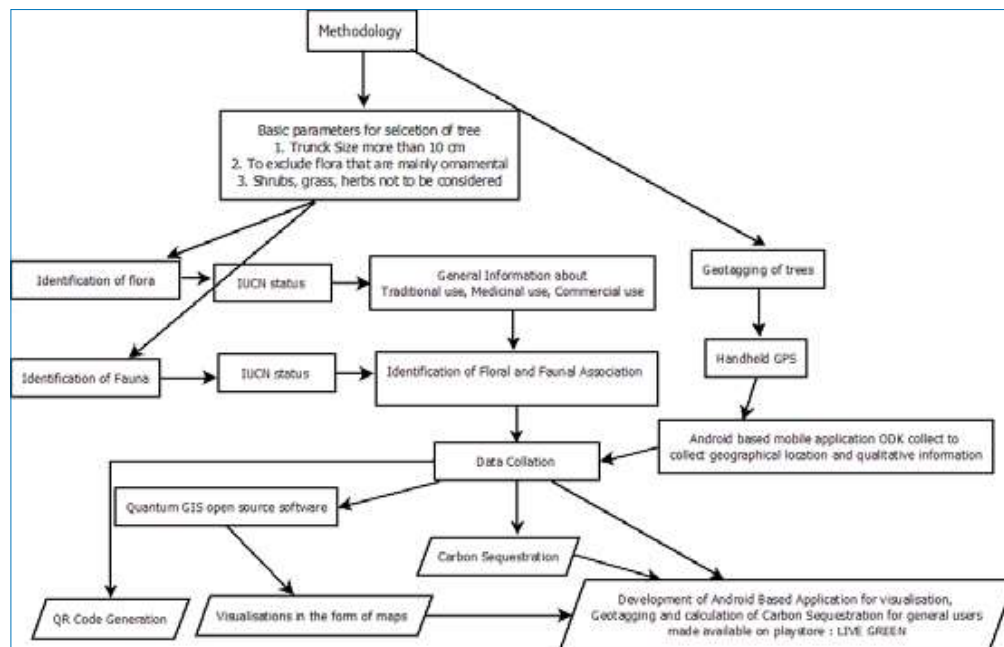 Methodology
Basic parameters for selcetion of tree
1. Trunck Size more than 10 cm
2. To exclude flora that are mainly ornamental
3. Shrubs, grass, herbs not to be considered
Identification of flora
IUCN status
General Information about
Traditional use, Medicinal use, Commercial use
Geotagging of trees
Identification of Fauna
IUCN status
Identification of Floral and Faunal Association
Handheld GPS
Android based mobile application ODK collect to
collect geographical location and qualitative information
Data Collation
Quantum GIS open source software
Carbon Sequestration
QR Code Generation
Visualisations in the form of maps
Development of Android Based Application for visualisation,
Geotagging and calculation of Carbon Sequestration for general users
made available on playstore : LIVE GREEN